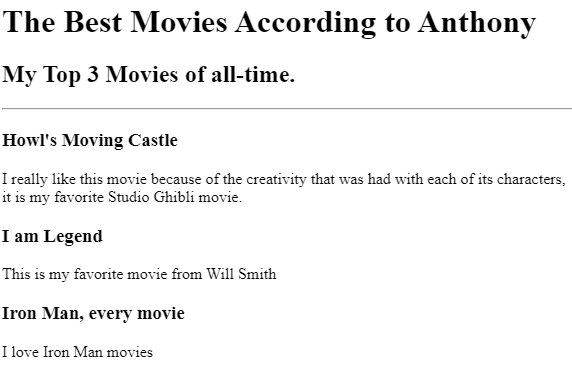 The Best Movies According to Anthony
My Top 3 Movies of all-time.
Howl's Moving Castle
I really like this movie because of the creativity that was had with each of its characters,
it is my favorite Studio Ghibli movie.
I am Legend
This is my favorite movie from Will Smith
Iron Man, every movie
I love Iron Man movies